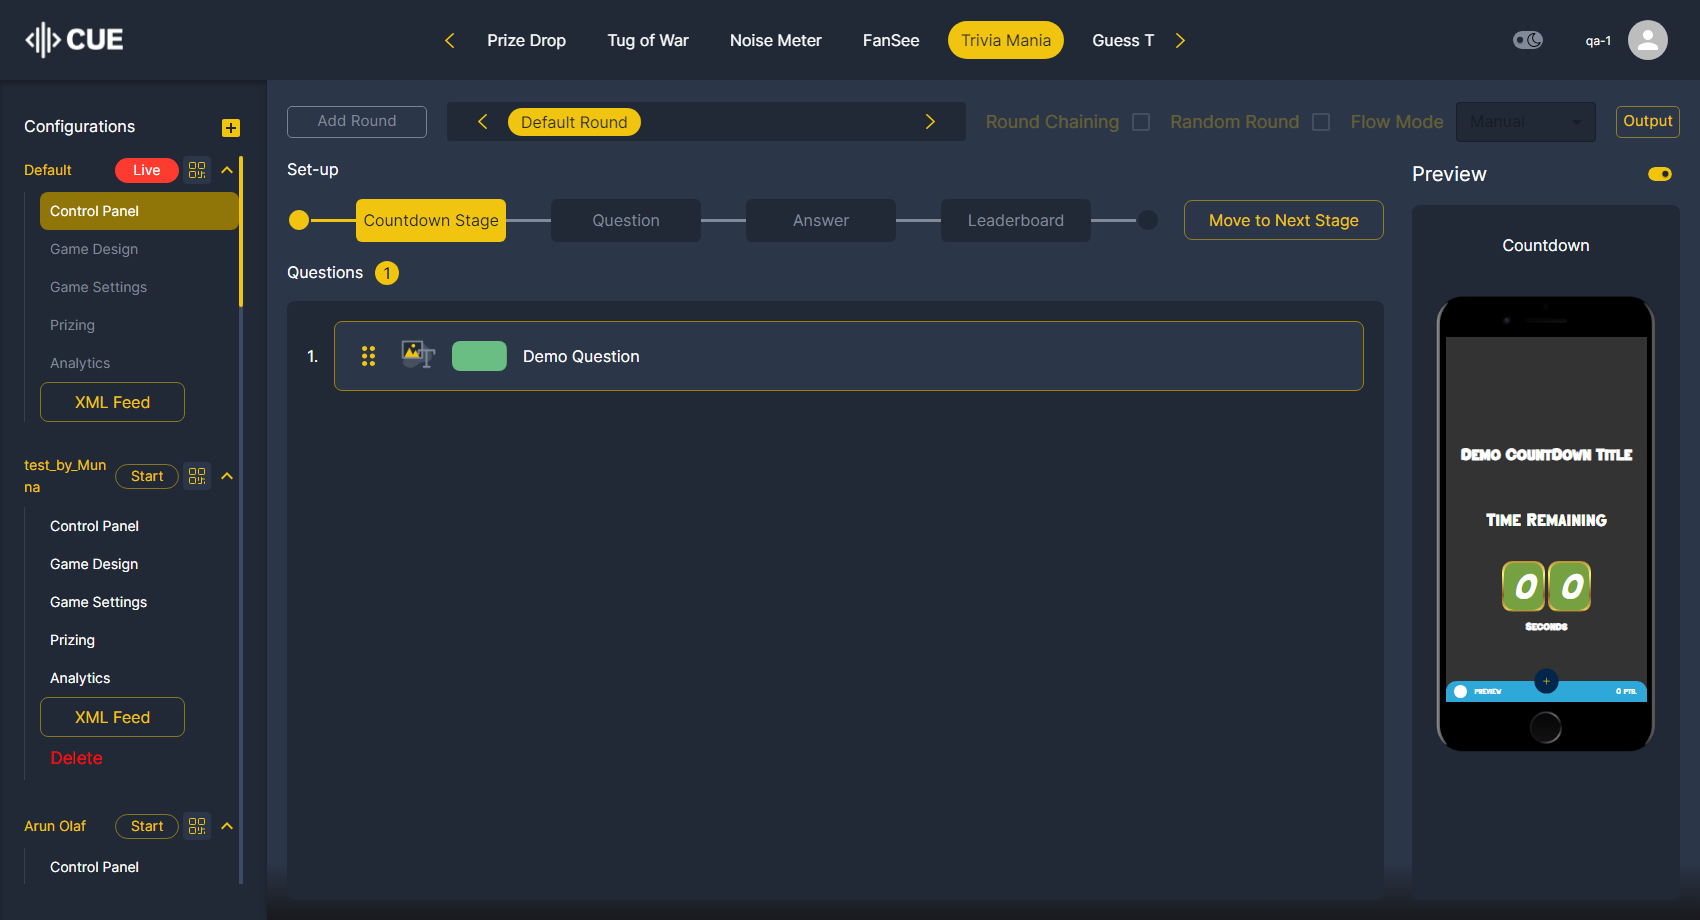 CUE
Prize Drop
Tug of War
Noise Meter
FanSee
Trivia Mania
Guess T
qa-1
Configurations
Default
Live
Control Panel
Game Design
Game Settings
Prizing
Analytics
XML Feed
test_by_Mun
na
Start
Control Panel
Game Design
Game Settings
Prizing
Analytics
XML Feed
Delete
Arun Olaf
Start
Control Panel
Add Round
Default Round
Round Chaining
Random Round
Flow Mode
Manual
Output
Set-up
Countdown Stage
Question
Answer
Leaderboard
Move to Next Stage
Questions 1
1.
Demo Question
Preview
Countdown
Demo CountDown Title
Time Remaining
0 0
Seconds
PREVIEW
0 PTS.